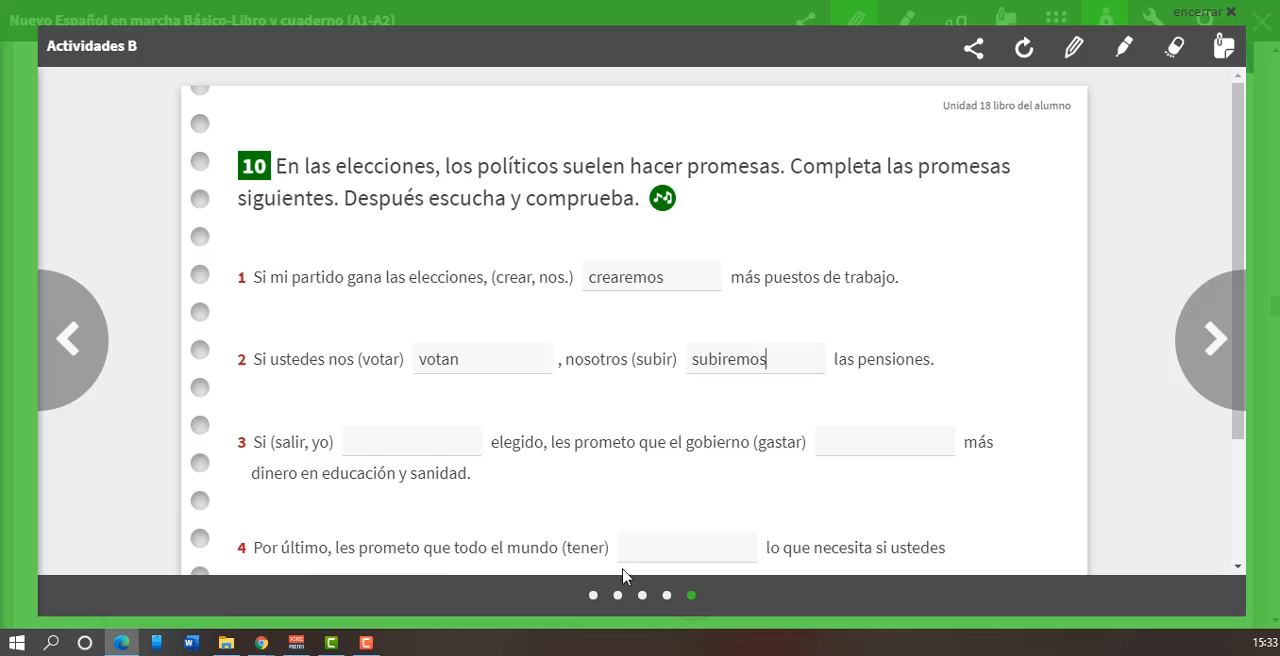 Nuevo Español en marcha Básico-Libro y cuaderno (A1-A2)
encerrar
Actividades B
Unidad 18 libro del alumno
10 En las elecciones, los políticos suelen hacer promesas. Completa las promesas
siguientes. Después escucha y comprueba.
1 Si mi partido gana las elecciones, (crear, nos.) crearemos más puestos de trabajo.
2 Si ustedes nos (votar) votan , nosotros (subir) subiremos las pensiones.
3 Si (salir, yo) elegido, les prometo que el gobierno (gastar) más
dinero en educación y sanidad.
4 Por último, les prometo que todo el mundo (tener) lo que necesita si ustedes
15:33